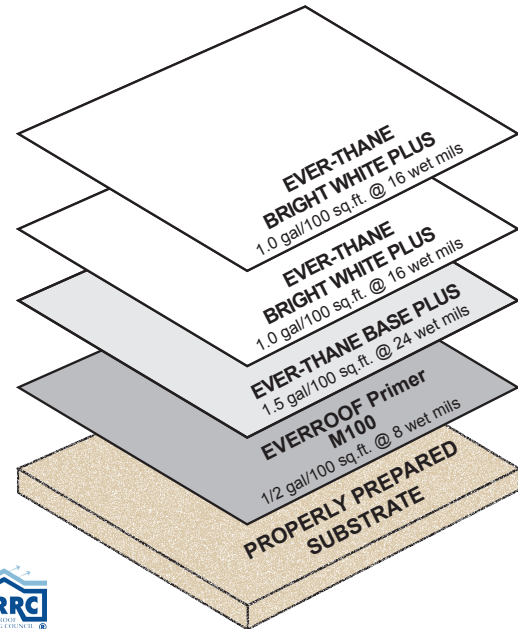 EVER-THANE
BRIGHT WHITE PLUS
1.0 gal/100 sq.ft. @ 16 wet mils
EVER-THANE
BRIGHT WHITE PLUS
1.0 gal/100 sq.ft. @ 16 wet mils
EVER-THANE BASE PLUS
1.5 gal/100 sq.ft. @ 24 wet mils
EVERROOF Primer
M100
1/2 gal/100 sq.ft. @ 8 wet mils
PROPERLY PREPARED
SUBSTRATE
RRC
ROOF
COUNCIL ®